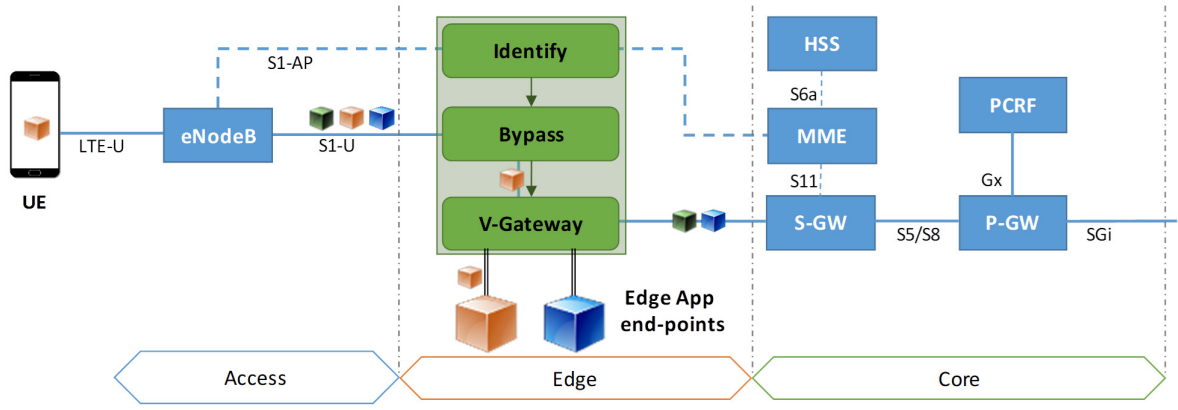 Identify
HSS
S1-AP
S6a
PCRF
eNodeB
Bypass
MME
LTE-U
S1-U
S11
Gx
UE
V-Gateway
S-GW
S5/S8
P-GW
SGi
Edge App
end-points
Access
Edge
Core